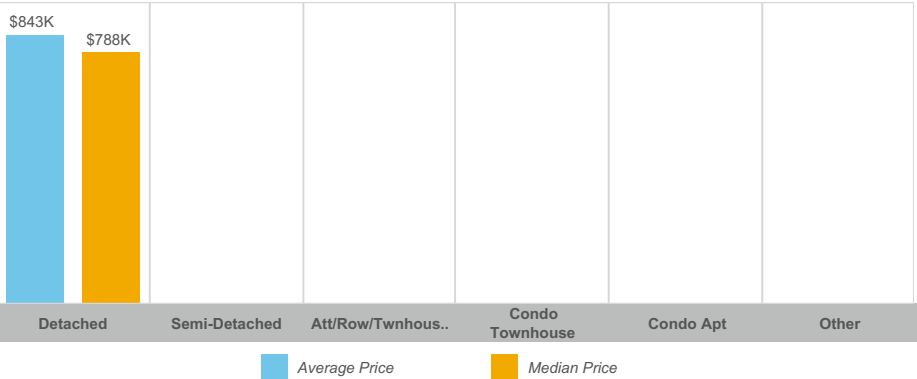 $843K
$788K
Detached
Semi-Detached
Att/Row/Twnhous..
Condo
Townhouse
Condo Apt
Other
Average Price
Median Price